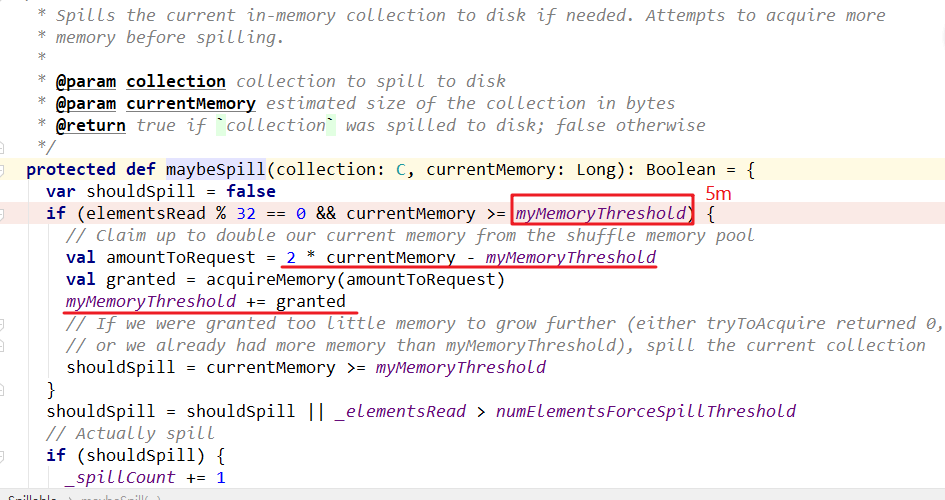 * Spills the current in-memory collection to disk if needed. Attempts to acquire more
* memory before spilling.
*
* @param collection collection to spill to disk
* @param currentMemory estimated size of the collection in bytes
* @return true if `collection` was spilled to disk; false otherwise
*/
protected def maybeSpill(collection: C, currentMemory: Long): Boolean = {
var shouldSpill = false
5m
if (elementsRead % 32 == 0 && currentMemory >= myMemoryThreshold) {
// Claim up to double our current memory from the shuffle memory pool
val amountToRequest = 2 * currentMemory - myMemoryThreshold
val granted = acquireMemory(amountToRequest)
myMemoryThreshold += granted
// If we were granted too little memory to grow further (either tryToAcquire returned 0,
// or we already had more memory than myMemoryThreshold), spill the current collection
shouldSpill = currentMemory >= myMemoryThreshold
}
shouldSpill = shouldSpill || _elementsRead > numElementsForceSpillThreshold
// Actually spill
if (shouldSpill) {
_spillCount += 1